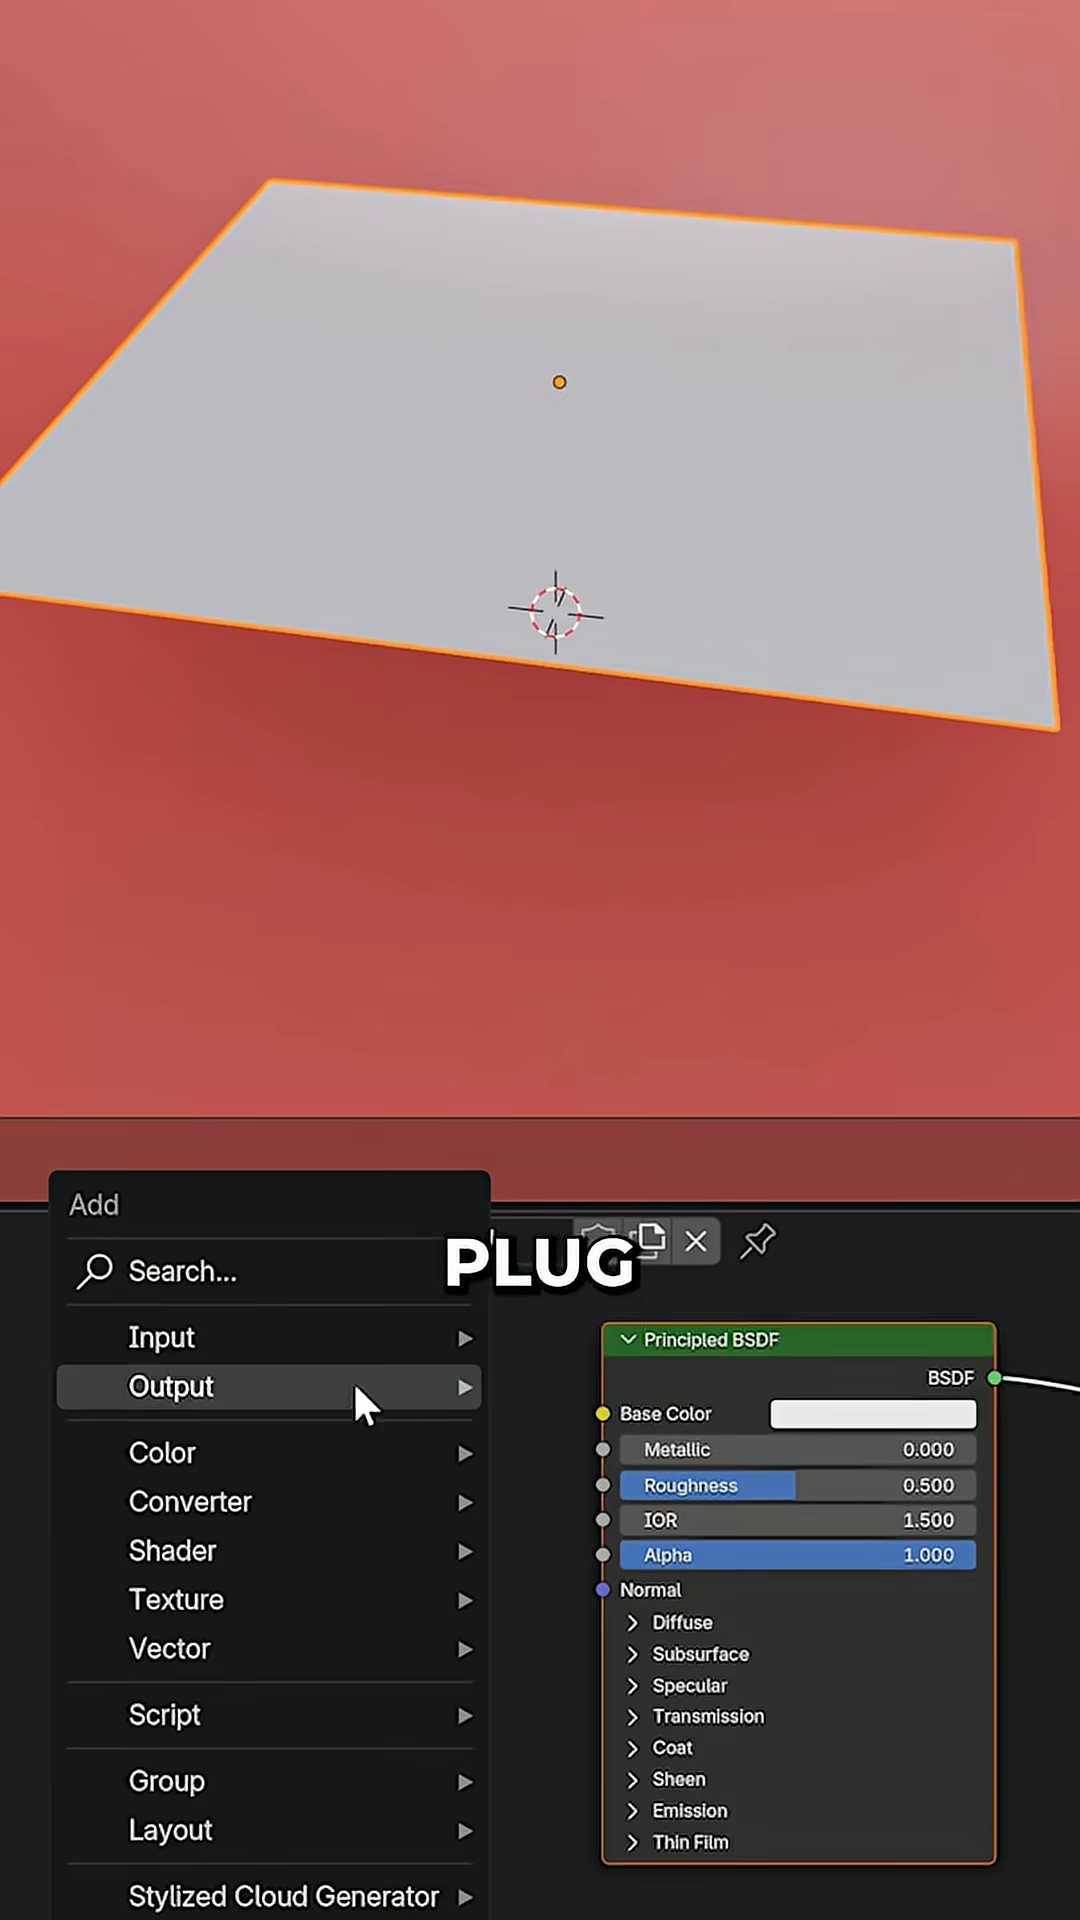 Add
Search...
PLUG
Input
Output
Color
Converter
Shader
Texture
Vector
Script
Group
Layout
Stylized Cloud Generator
Principled BSDF
BSDF
Base Color
Metallic 0.000
Roughness 0.500
IOR 1.500
Alpha 1.000
Normal
Diffuse
Subsurface
Specular
Transmission
Coat
Sheen
Emission
Thin Film